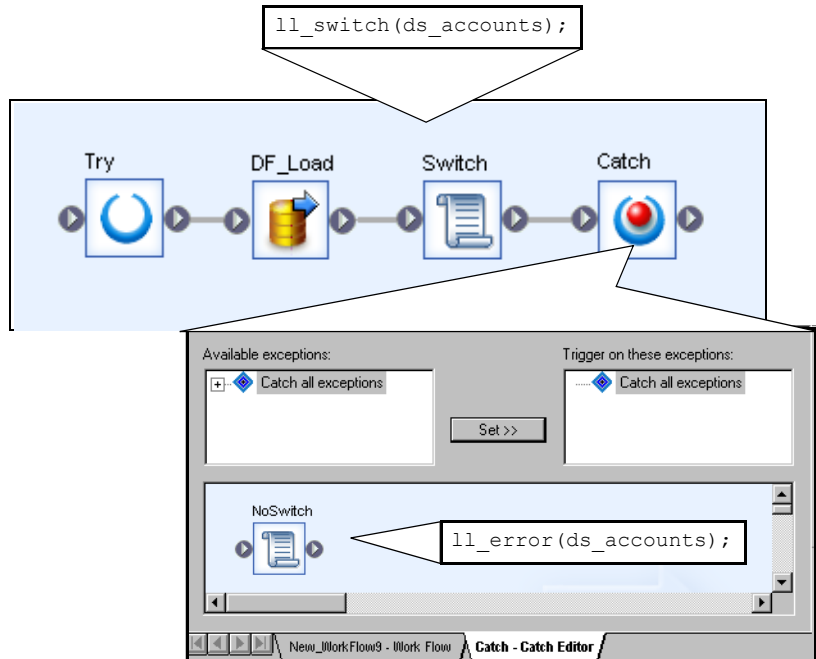 ll_switch(ds_accounts);
Try
DF_Load
Switch
Catch
Available exceptions:
Trigger on these exceptions:
Catch all exceptions
Catch all exceptions
Set >>
NoSwitch
ll_error(ds_accounts);
New_WorkFlow9 - Work Flow
Catch - Catch Editor